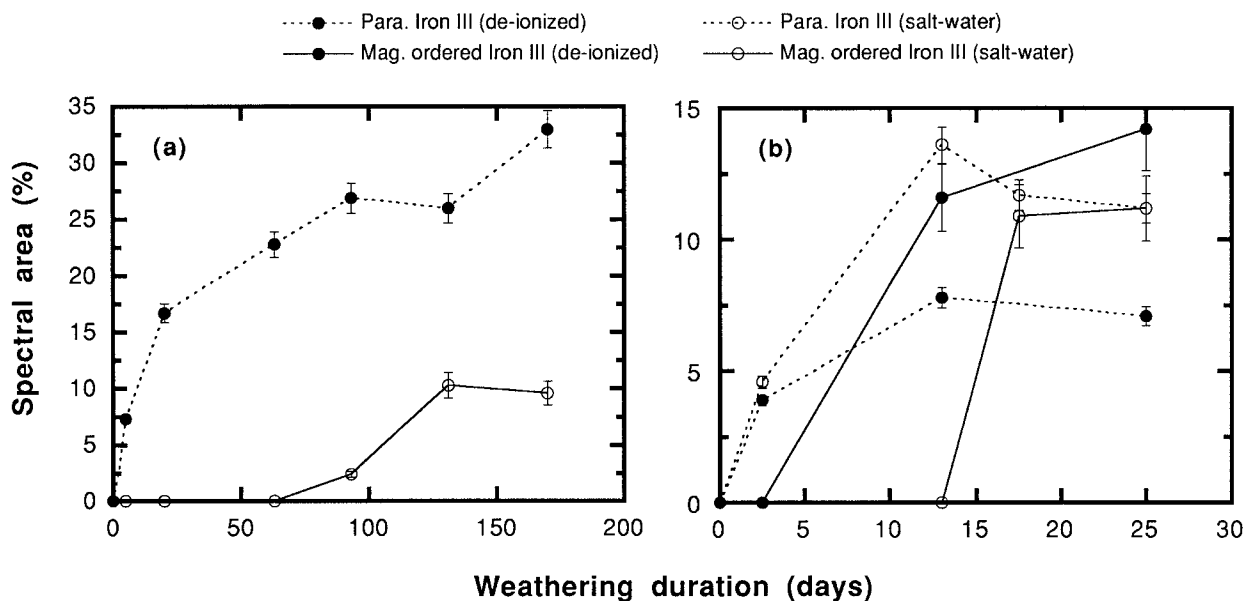 Para. Iron III (de-ionized) Para. Iron III (salt-water)
Mag. ordered Iron III (de-ionized) Mag. ordered Iron III (salt-water)
35 15
(a) (b)
30
25
10
20
15
5
10
5
0 0
0 50 100 150 200 0 5 10 15 20 25 30
Spectral area (%)
Weathering duration (days)